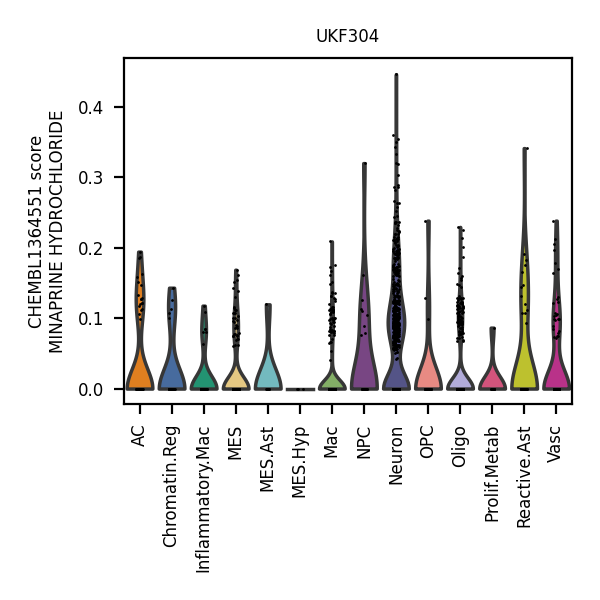 UKF304
CHEMBL1364551 score
MINAPRINE HYDROCHLORIDE
0.4
0.3
0.2
0.1
0.0
AC
Chromatin.Reg
Inflammatory.Mac
MES
MES.Ast
MES.Hyp
Mac
NPC
Neuron
OPC
Oligo
Prolif.Metab
Reactive.Ast
Vasc